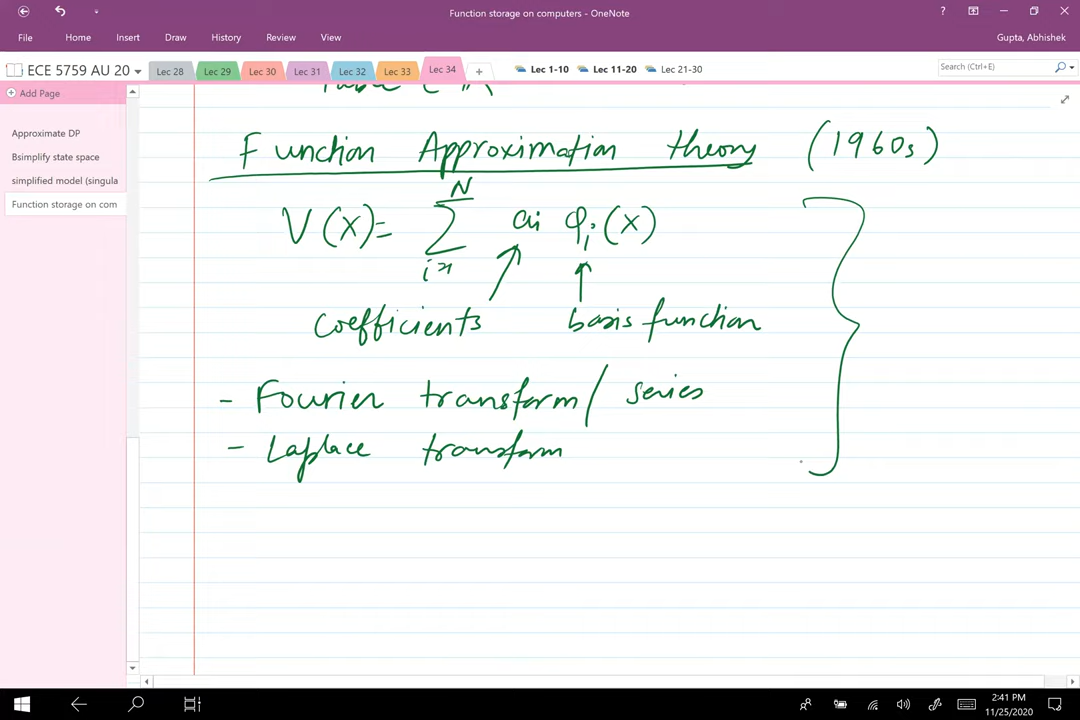 Function storage on computers - OneNote
?
File
Home
Insert
Draw
History
Review
View
Gupta, Abhishek
ECE 5759 AU 20
Lec 28
Lec 29
Lec 30
Lec 31
Lec 32
Lec 33
Lec 34
+
Lec 1-10
Lec 11-20
Lec 21-30
Search (Ctrl+E)
Add Page
Approximate DP
Bsimplify state space
simplified model (singula
Function storage on com
Function Approximation theory (1960s)
V(x) = ∑ᵢ₌₁ᴺ aᵢ φᵢ(x)
coefficients basis function
- Fourier transform/ series
- Laplace transform
2:41 PM
11/25/2020